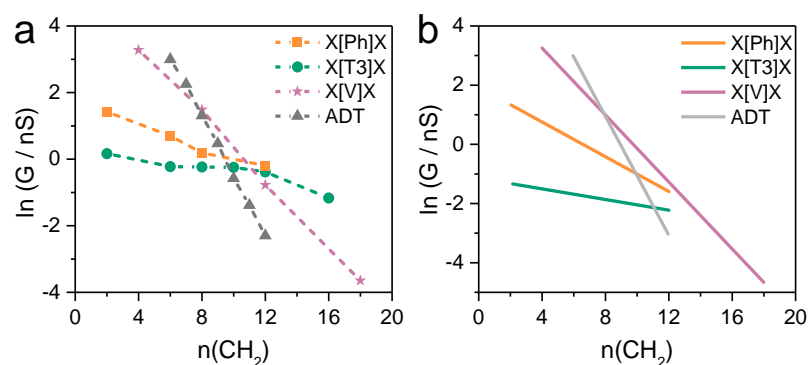 a
ln (G / nS)
4
2
0
-2
-4
0
4
8
12
16
20
n(CH2)
X[Ph]X
X[T3]X
X[V]X
ADT
b
ln (G / nS)
4
2
0
-2
-4
-5
0
4
8
12
16
20
n(CH2)
X[Ph]X
X[T3]X
X[V]X
ADT